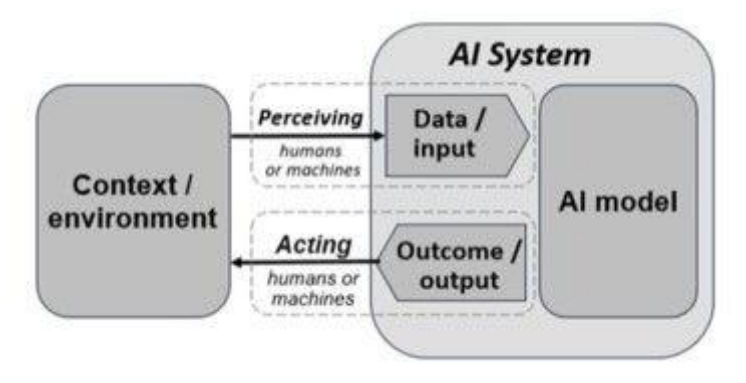 AI System
Perceiving
humans
or machines
Data /
input
Context /
environment
AI model
Acting
humans or
machines
Outcome /
output